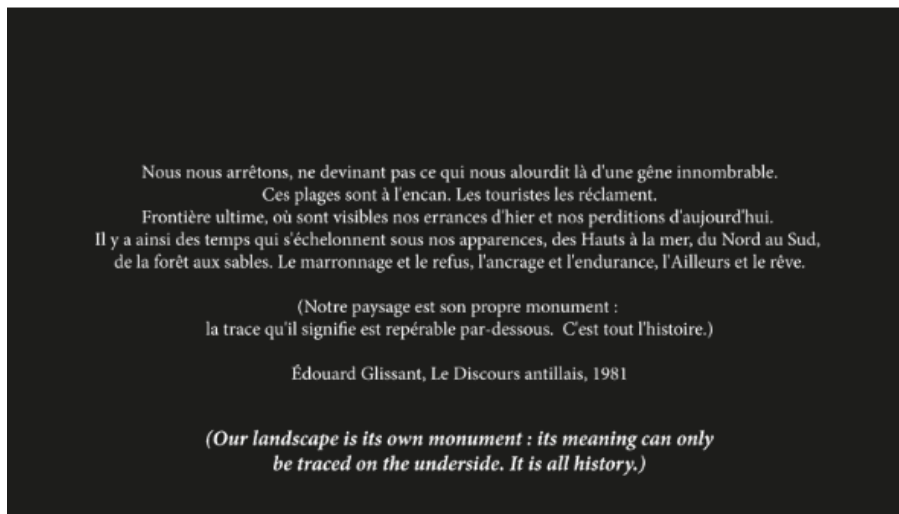 Nous nous arrêtons, ne devinant pas ce qui nous alourdit là d'une gêne innombrable.
Ces plages sont à l'encan. Les touristes les réclament.
Frontière ultime, où sont visibles nos errances d'hier et nos perditions d'aujourd'hui.
Il y a ainsi des temps qui s'échelonnent sous nos apparences, des Hauts à la mer, du Nord au Sud,
de la forêt aux sables. Le marronnage et le refus, l'ancrage et l'endurance, l'Ailleurs et le rêve.
(Notre paysage est son propre monument :
la trace qu'il signifie est repérable par-dessous. C'est tout l'histoire.)
Édouard Glissant, Le Discours antillais, 1981
(Our landscape is its own monument : its meaning can only
be traced on the underside. It is all history.)